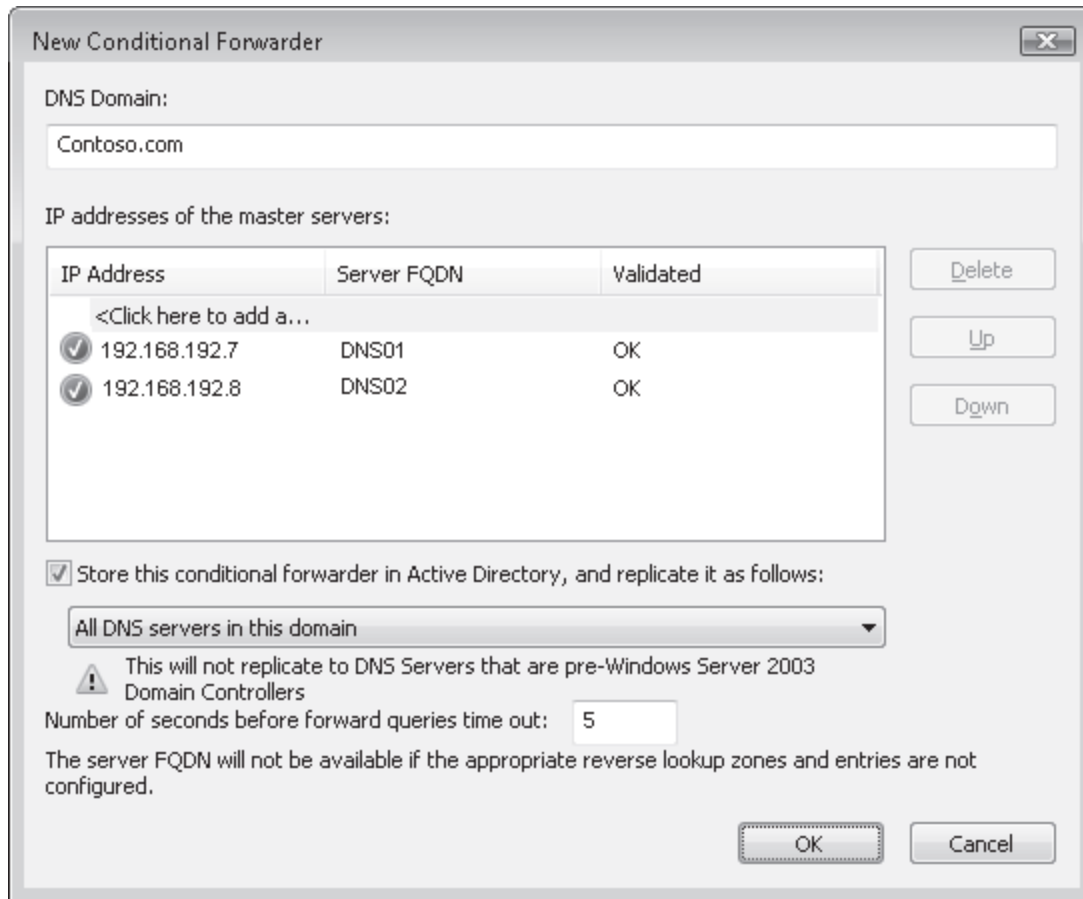 New Conditional Forwarder
DNS Domain:
Contoso.com
IP addresses of the master servers:
IP Address Server FQDN Validated
<Click here to add a...
192.168.192.7 DNS01 OK
192.168.192.8 DNS02 OK
Delete
Up
Down
Store this conditional forwarder in Active Directory, and replicate it as follows:
All DNS servers in this domain
This will not replicate to DNS Servers that are pre-Windows Server 2003
Domain Controllers
Number of seconds before forward queries time out: 5
The server FQDN will not be available if the appropriate reverse lookup zones and entries are not
configured.
OK Cancel